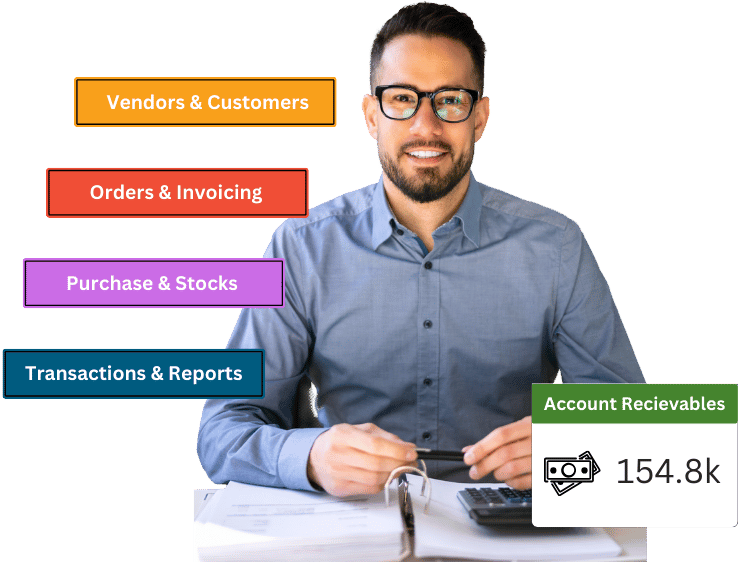 Vendors & Customers
Orders & Invoicing
Purchase & Stocks
Transactions & Reports
Account Recievables
154.8k